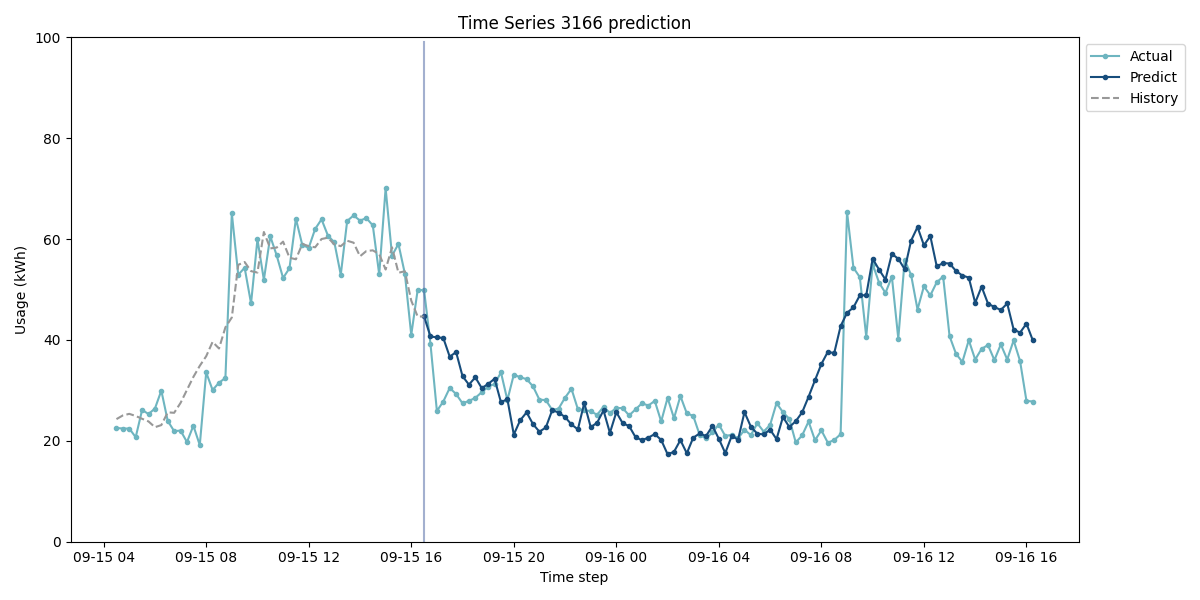 Time Series 3166 prediction
100
80
60
40
20
0
Usage (kWh)
09-15 04 09-15 08 09-15 12 09-15 16 09-15 20 09-16 00 09-16 04 09-16 08 09-16 12 09-16 16
Time step
Actual
Predict
History